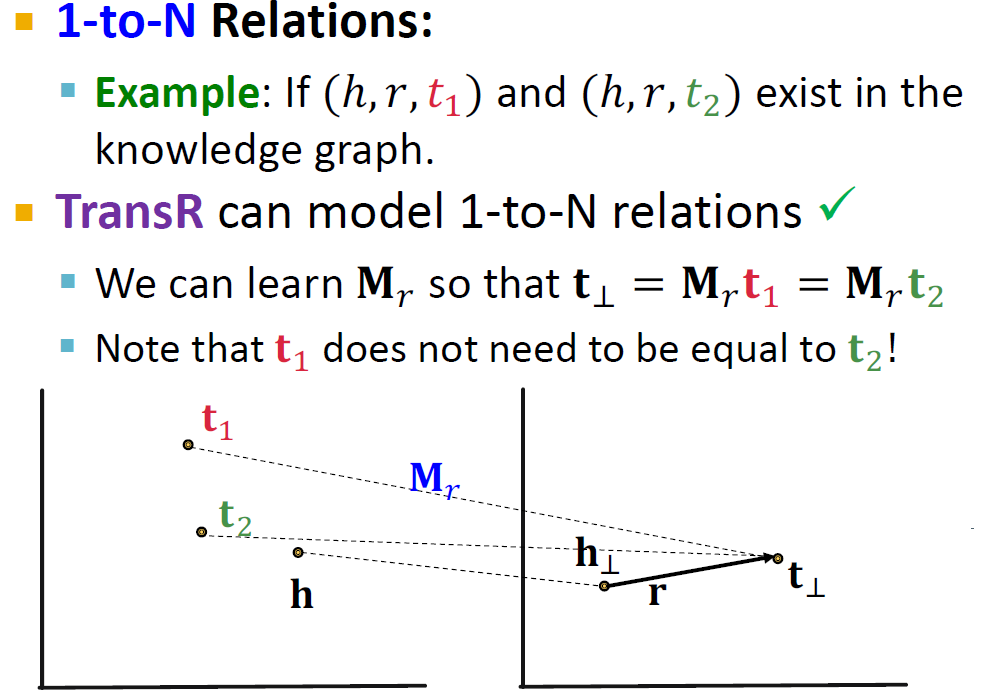 1-to-N Relations:
Example: If (h, r, t₁) and (h, r, t₂) exist in the
knowledge graph.
TransR can model 1-to-N relations ✓
We can learn M𝑟 so that t⊥ = M𝑟t₁ = M𝑟t₂
Note that t₁ does not need to be equal to t₂!
t₁
M𝑟
t₂
h⊥
t⊥
h
r